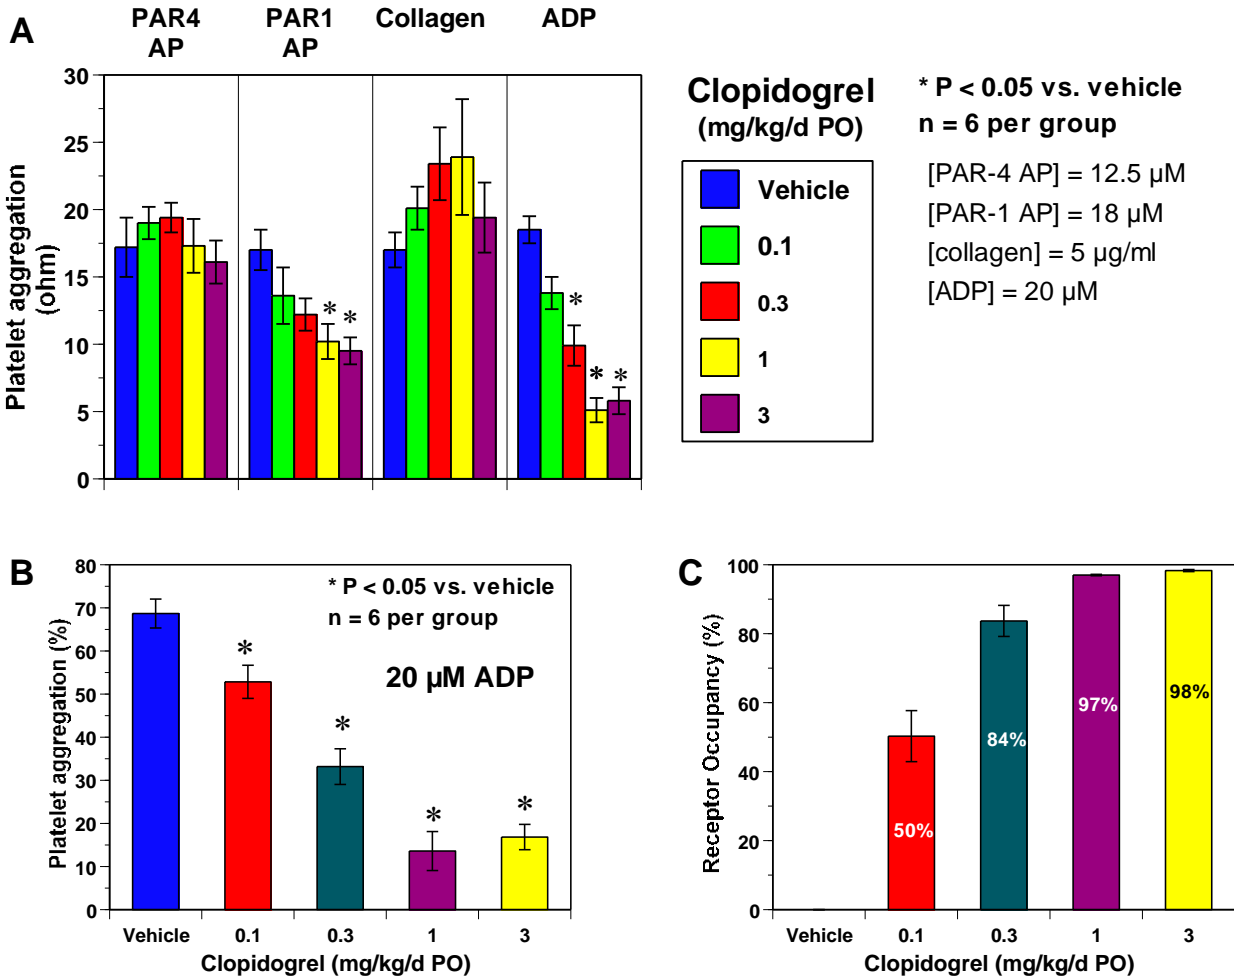 A
PAR4
AP
PAR1
AP
Collagen
ADP
Platelet aggregation
(ohm)
30
25
20
15
10
5
0
* *
* * *
Clopidogrel
(mg/kg/d PO)
Vehicle
0.1
0.3
1
3
* P < 0.05 vs. vehicle
n = 6 per group
[PAR-4 AP] = 12.5 µM
[PAR-1 AP] = 18 µM
[collagen] = 5 µg/ml
[ADP] = 20 µM
B
Platelet aggregation (%)
80
70
60
50
40
30
20
10
0
* P < 0.05 vs. vehicle
n = 6 per group
20 µM ADP
* * * *
Vehicle 0.1 0.3 1 3
Clopidogrel (mg/kg/d PO)
C
Receptor Occupancy (%)
100
80
60
40
20
0
50%
84%
97%
98%
Vehicle 0.1 0.3 1 3
Clopidogrel (mg/kg/d PO)